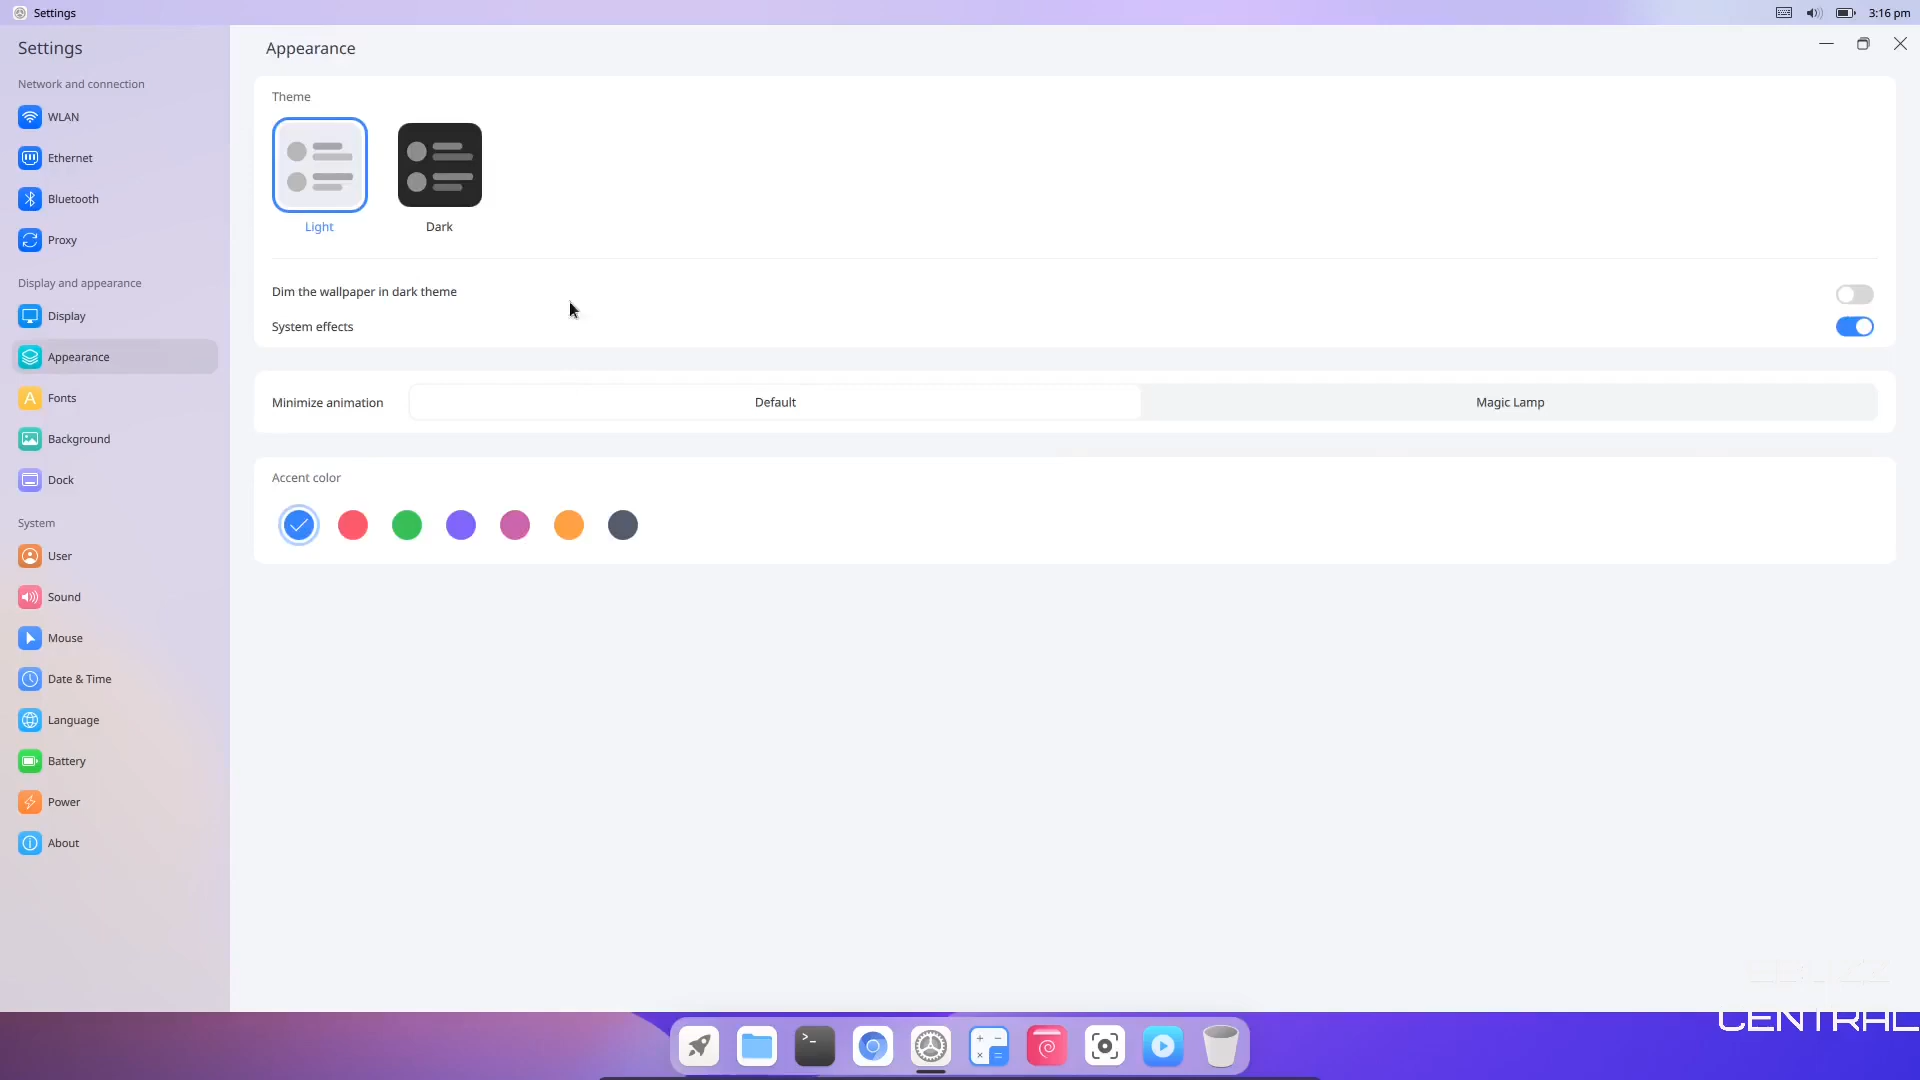 Settings
3:16 pm
Settings
Appearance
Network and connection
WLAN
Ethernet
Bluetooth
Proxy
Display and appearance
Display
Appearance
Fonts
Background
Dock
System
User
Sound
Mouse
Date & Time
Language
Battery
Power
About
Theme
Light
Dark
Dim the wallpaper in dark theme
System effects
Minimize animation
Default
Magic Lamp
Accent color
CENTRAL